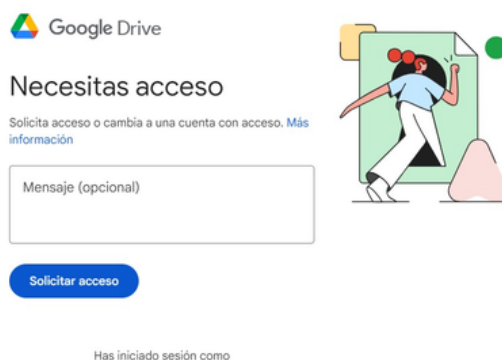 Google Drive
Necesitas acceso
Solicita acceso o cambia a una cuenta con acceso. Más
información
Mensaje (opcional)
Solicitar acceso
Has iniciado sesión como